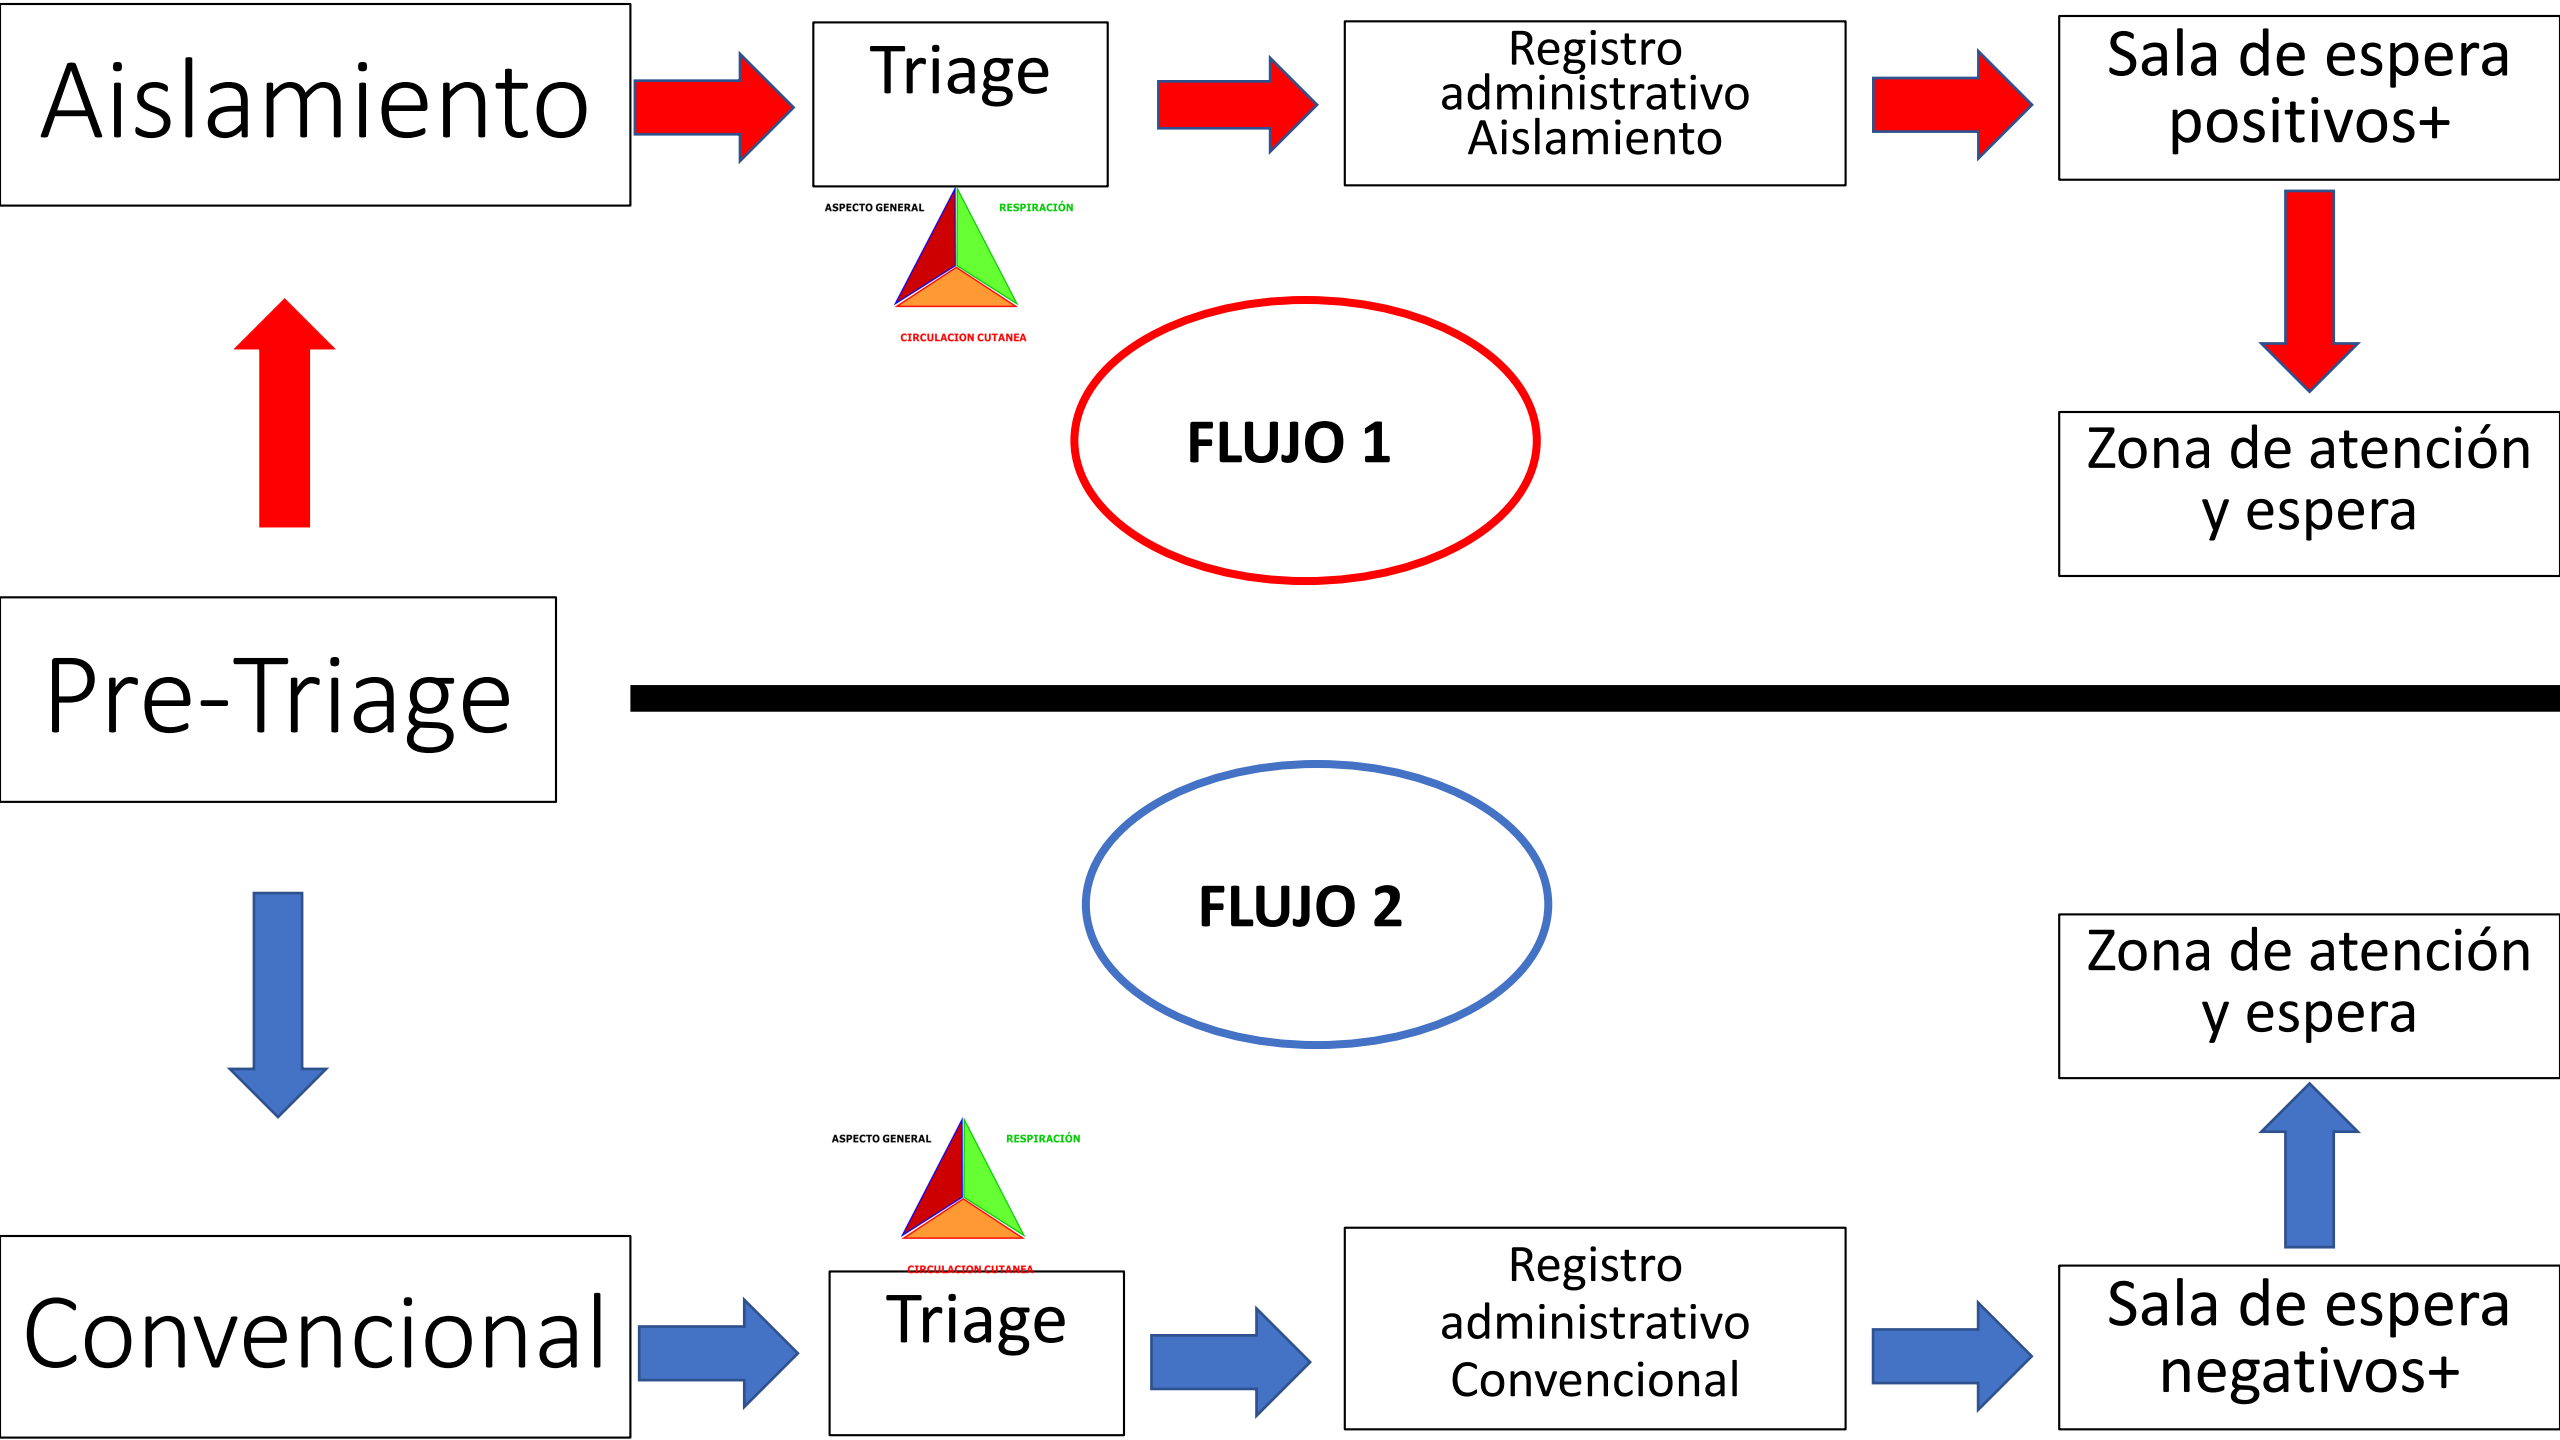 Aislamiento
Triage
Registro
administrativo
Aislamiento
Sala de espera
positivos+
ASPECTO GENERAL
RESPIRACIÓN
CIRCULACION CUTANEA
FLUJO 1
Zona de atención
y espera
Pre-Triage
FLUJO 2
Zona de atención
y espera
ASPECTO GENERAL
RESPIRACIÓN
CIRCULACION CUTANEA
Convencional
Triage
Registro
administrativo
Convencional
Sala de espera
negativos+